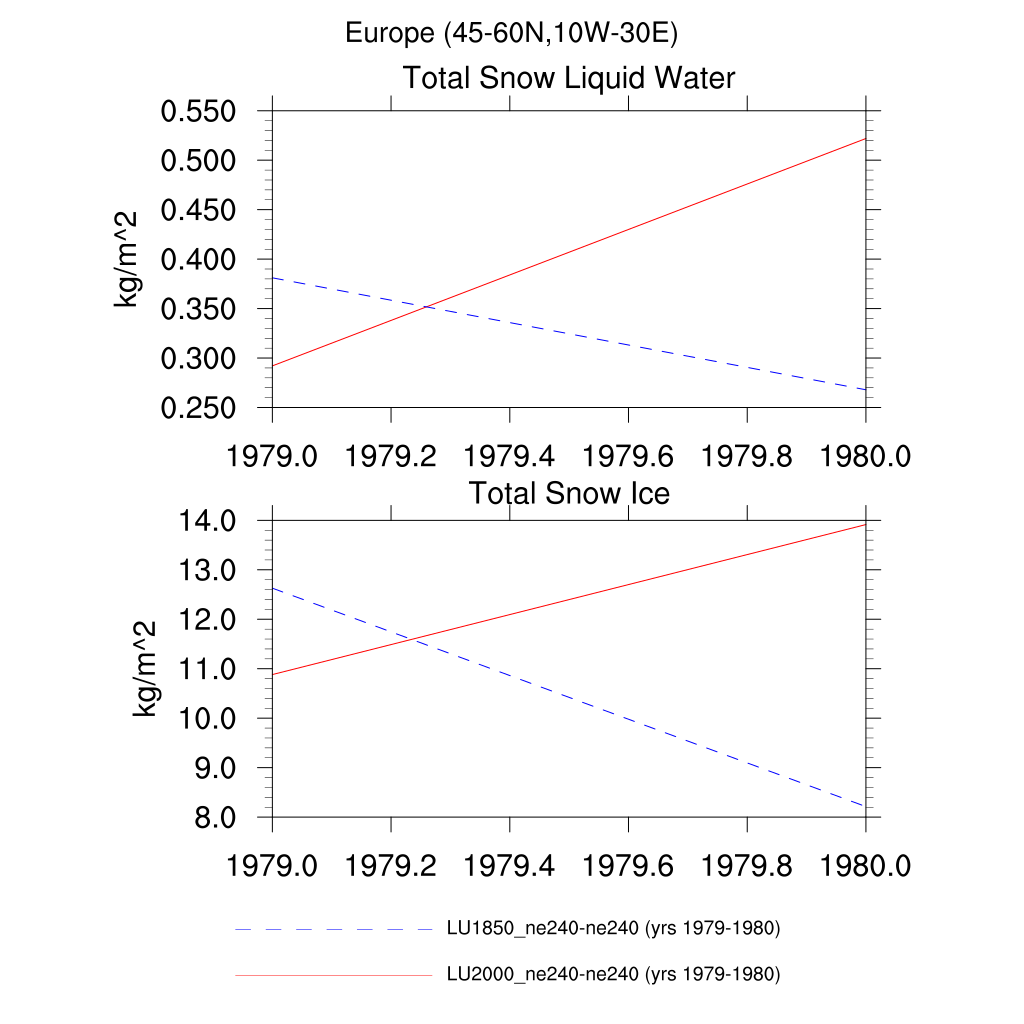 Europe (45-60N,10W-30E)
Total Snow Liquid Water
0.550
0.500
0.450
0.400
0.350
0.300
0.250
kg/m^2
1979.0 1979.2 1979.4 1979.6 1979.8 1980.0
Total Snow Ice
14.0
13.0
12.0
11.0
10.0
9.0
8.0
kg/m^2
1979.0 1979.2 1979.4 1979.6 1979.8 1980.0
LU1850_ne240-ne240 (yrs 1979-1980)
LU2000_ne240-ne240 (yrs 1979-1980)